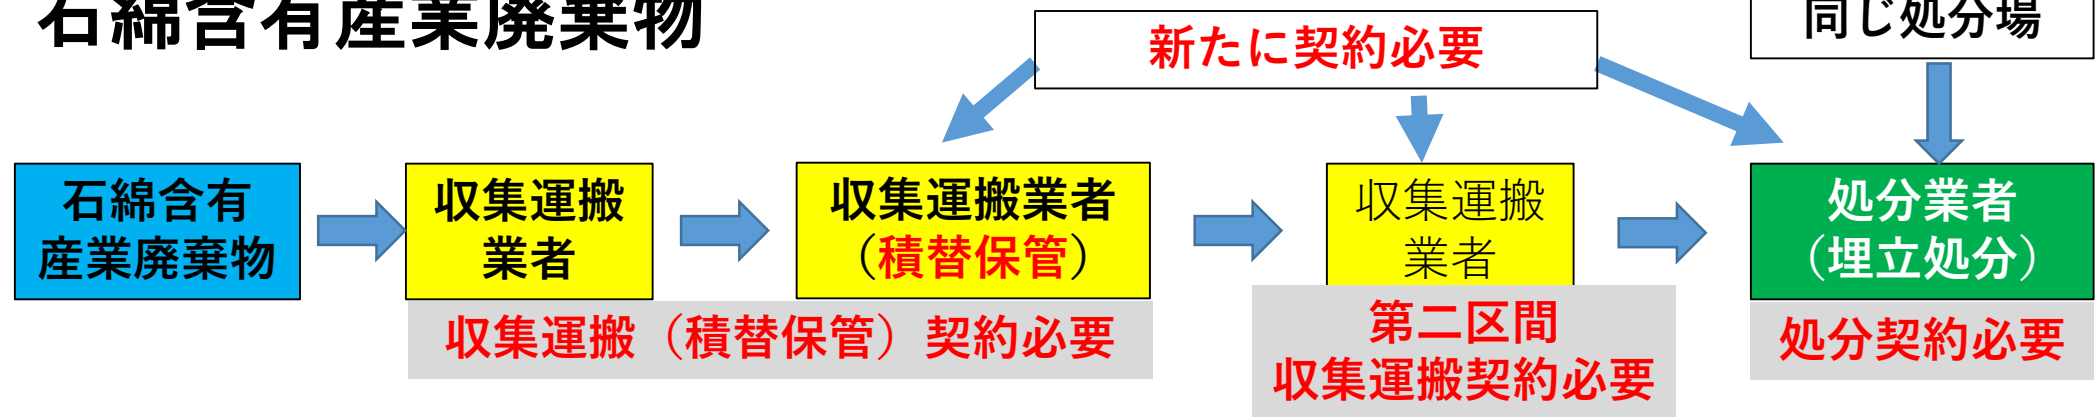 石綿含有産業廃棄物
新たに契約必要
同じ処分場
石綿含有
産業廃棄物
収集運搬
業者
収集運搬業者
（積替保管）
収集運搬
業者
処分業者
（埋立処分）
収集運搬（積替保管）契約必要
第二区間
収集運搬契約必要
処分契約必要